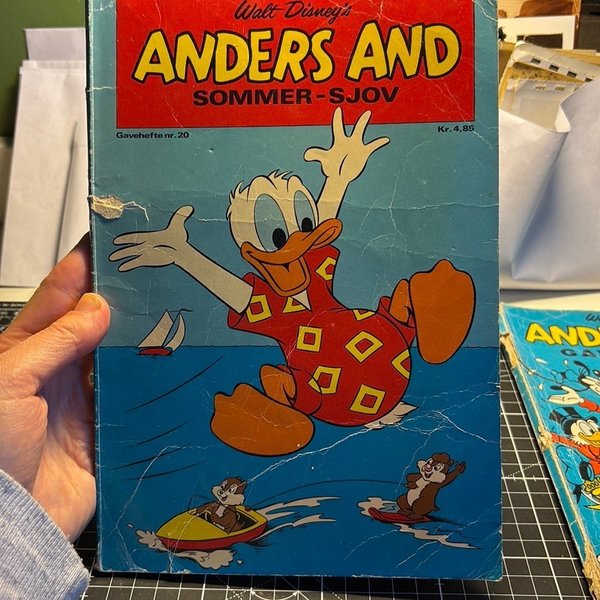 Walt Disney's
ANDERS AND
SOMMER-SJOV
Gavehefte nr. 20
Kr. 4,85